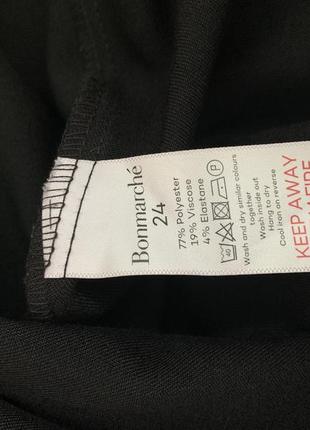 Bonmarché
24
77% Polyester
19% Viscose
4% Elastane
40
P
Wash and dry similar colours
together
Wash inside out
Hang to dry
Cool iron on reverse
KEEP AWAY